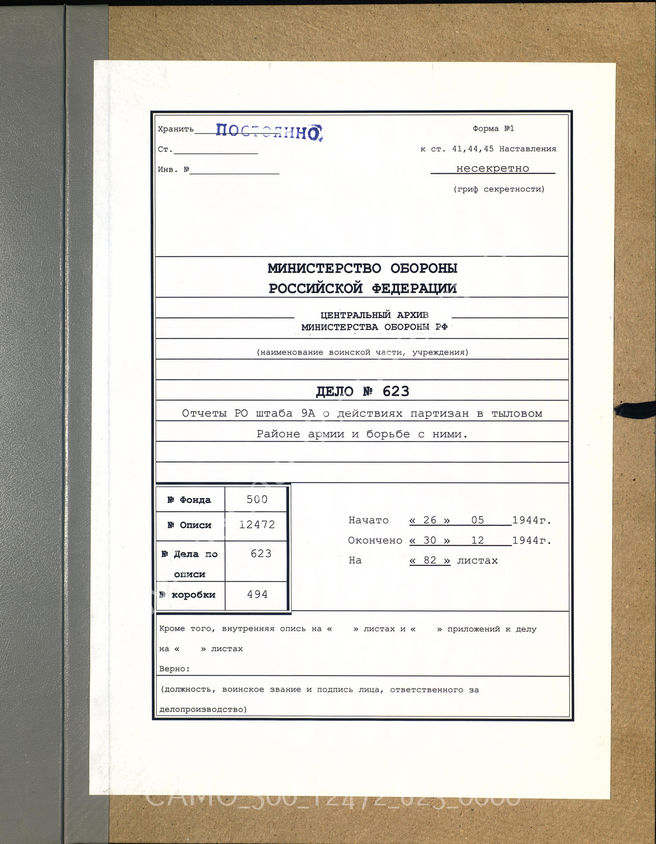 Хранить ПОСТОЯННО
Форма №1
Ст.
к ст. 41,44,45 Наставления
Инв. №
несекретно
(гриф секретности)
МИНИСТЕРСТВО ОБОРОНЫ
РОССИЙСКОЙ ФЕДЕРАЦИИ
ЦЕНТРАЛЬНЫЙ АРХИВ
МИНИСТЕРСТВА ОБОРОНЫ РФ
(наименование воинской части, учреждения)
ДЕЛО № 623
Отчеты РО штаба 9А о действиях партизан в тыловом
Районе армии и борьбе с ними.
№ Фонда 500
№ Описи 12472
№ Дела по описи 623
№ коробки 494
Начато « 26 » 05 1944г.
Окончено « 30 » 12 1944г.
На « 82 » листах
Кроме того, внутренняя опись на « » листах и « » приложений к делу
на « » листах
Верно:
(должность, воинское звание и подпись лица, ответственного за
делопроизводство)
CAMO_500_12472_623_0000